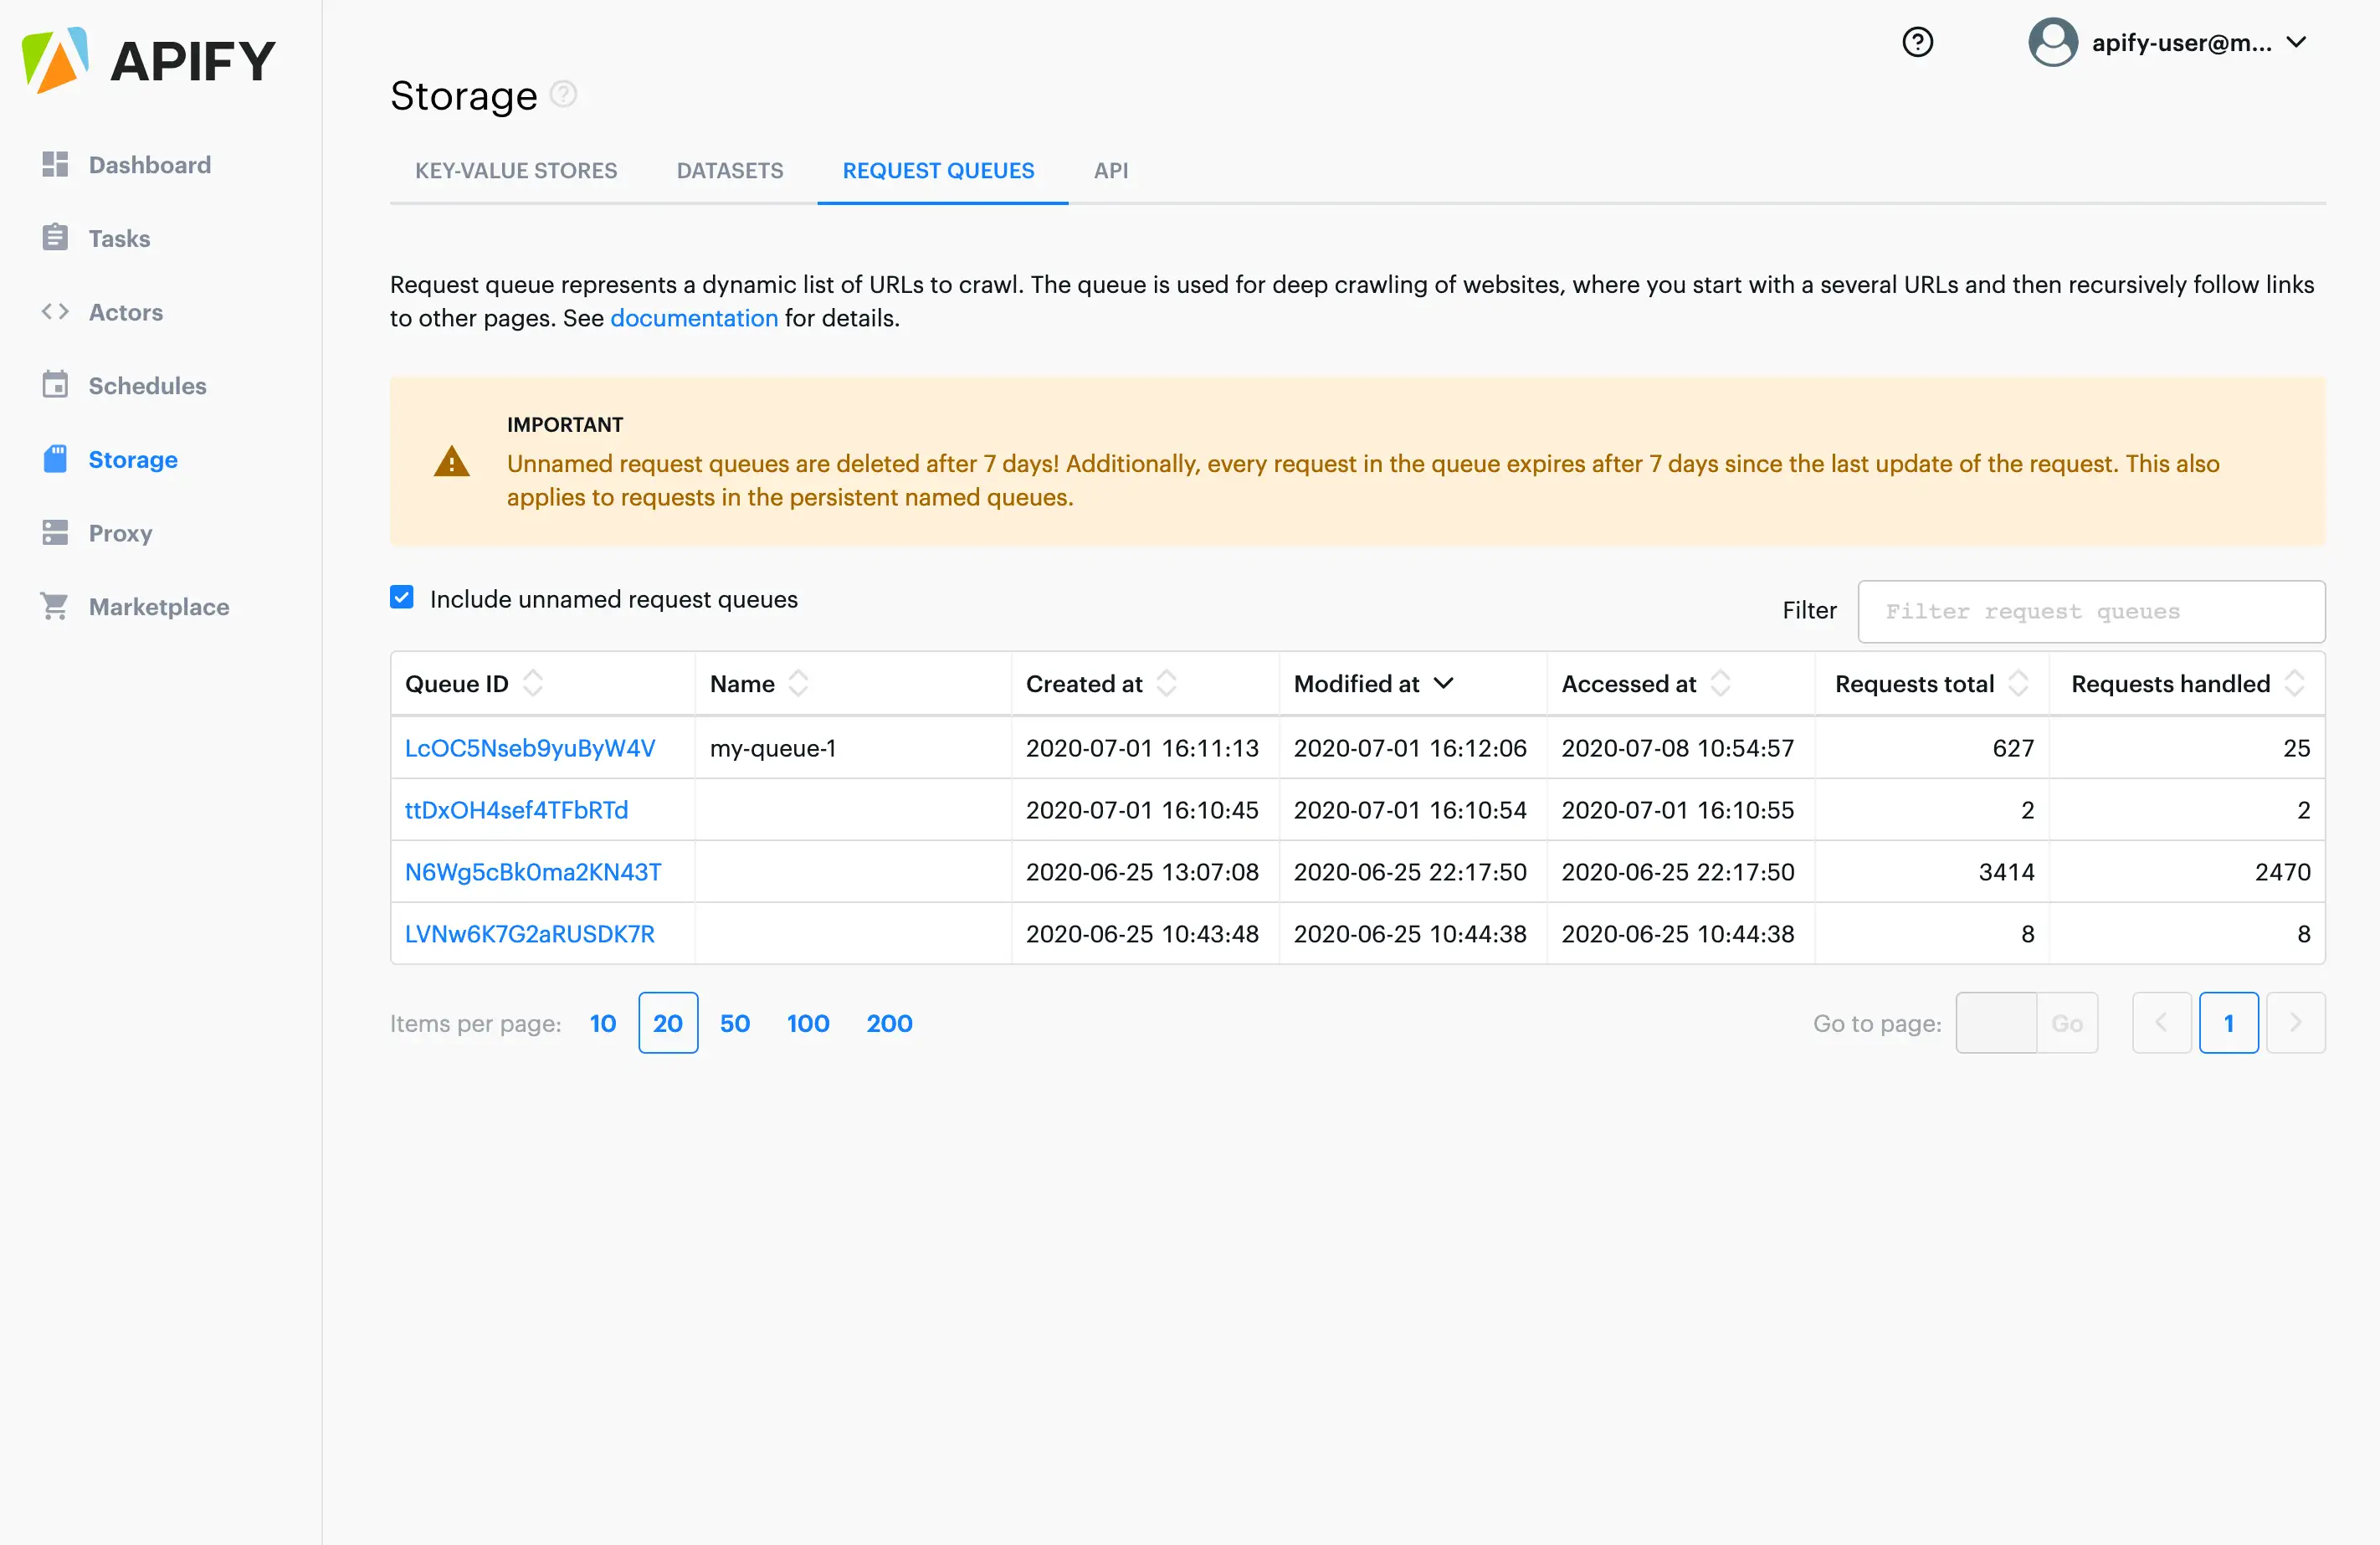 APIFY
apify-user@m...
Dashboard
Tasks
Actors
Schedules
Storage
Proxy
Marketplace
Storage
KEY-VALUE STORES DATASETS REQUEST QUEUES API
Request queue represents a dynamic list of URLs to crawl. The queue is used for deep crawling of websites, where you start with a several URLs and then recursively follow links
to other pages. See documentation for details.
IMPORTANT
Unnamed request queues are deleted after 7 days! Additionally, every request in the queue expires after 7 days since the last update of the request. This also
applies to requests in the persistent named queues.
Include unnamed request queues
Filter Filter request queues
Queue ID Name Created at Modified at Accessed at Requests total Requests handled
LcOC5Nseb9yuByW4V my-queue-1 2020-07-01 16:11:13 2020-07-01 16:12:06 2020-07-08 10:54:57 627 25
ttDxOH4sef4TFbRTd 2020-07-01 16:10:45 2020-07-01 16:10:54 2020-07-01 16:10:55 2 2
N6Wg5cBk0ma2KN43T 2020-06-25 13:07:08 2020-06-25 22:17:50 2020-06-25 22:17:50 3414 2470
LVNw6K7G2aRUSDK7R 2020-06-25 10:43:48 2020-06-25 10:44:38 2020-06-25 10:44:38 8 8
Items per page: 10 20 50 100 200
Go to page: Go 1